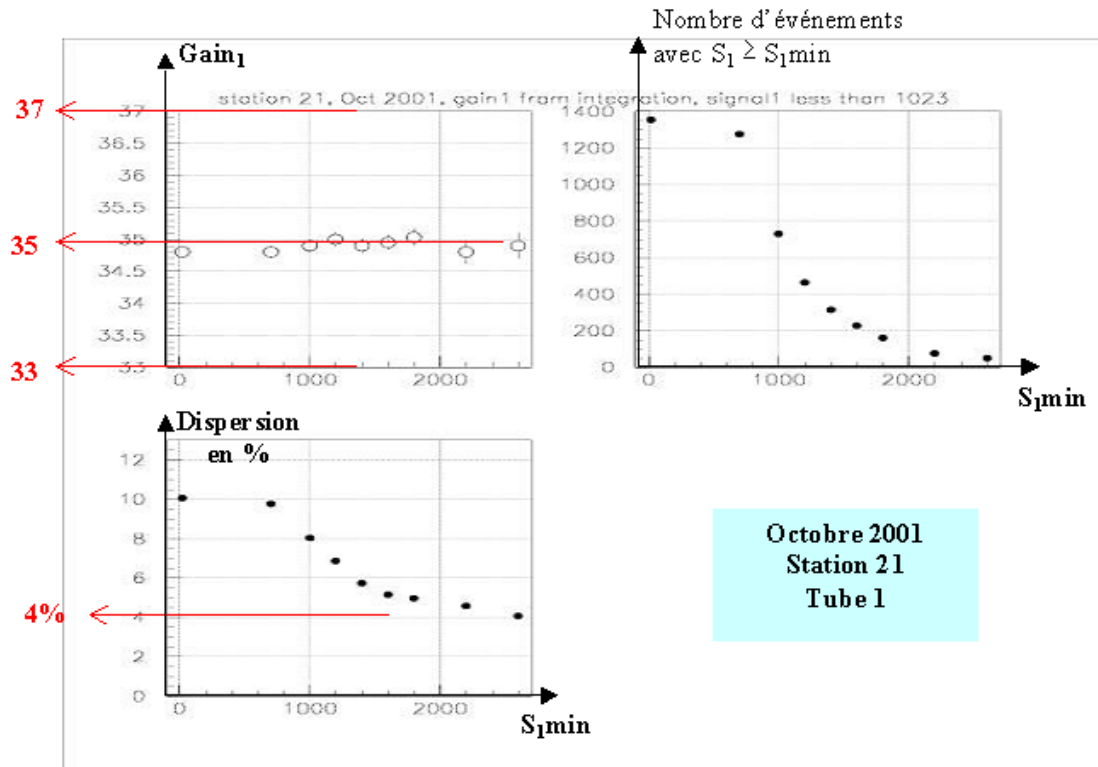 Nombre d'événements
avec S1 ≥ S1min
Gain1
station 21, Oct 2001, gain1 from integration, signal1 less than 1023
37
35
33
37
36.5
36
35.5
35
34.5
34
33.5
33
0 1000 2000
1400
1200
1000
800
600
400
200
0
0 1000 2000
S1min
Dispersion
en %
12
10
8
6
4
2
0
4%
0 1000 2000
S1min
Octobre 2001
Station 21
Tube 1